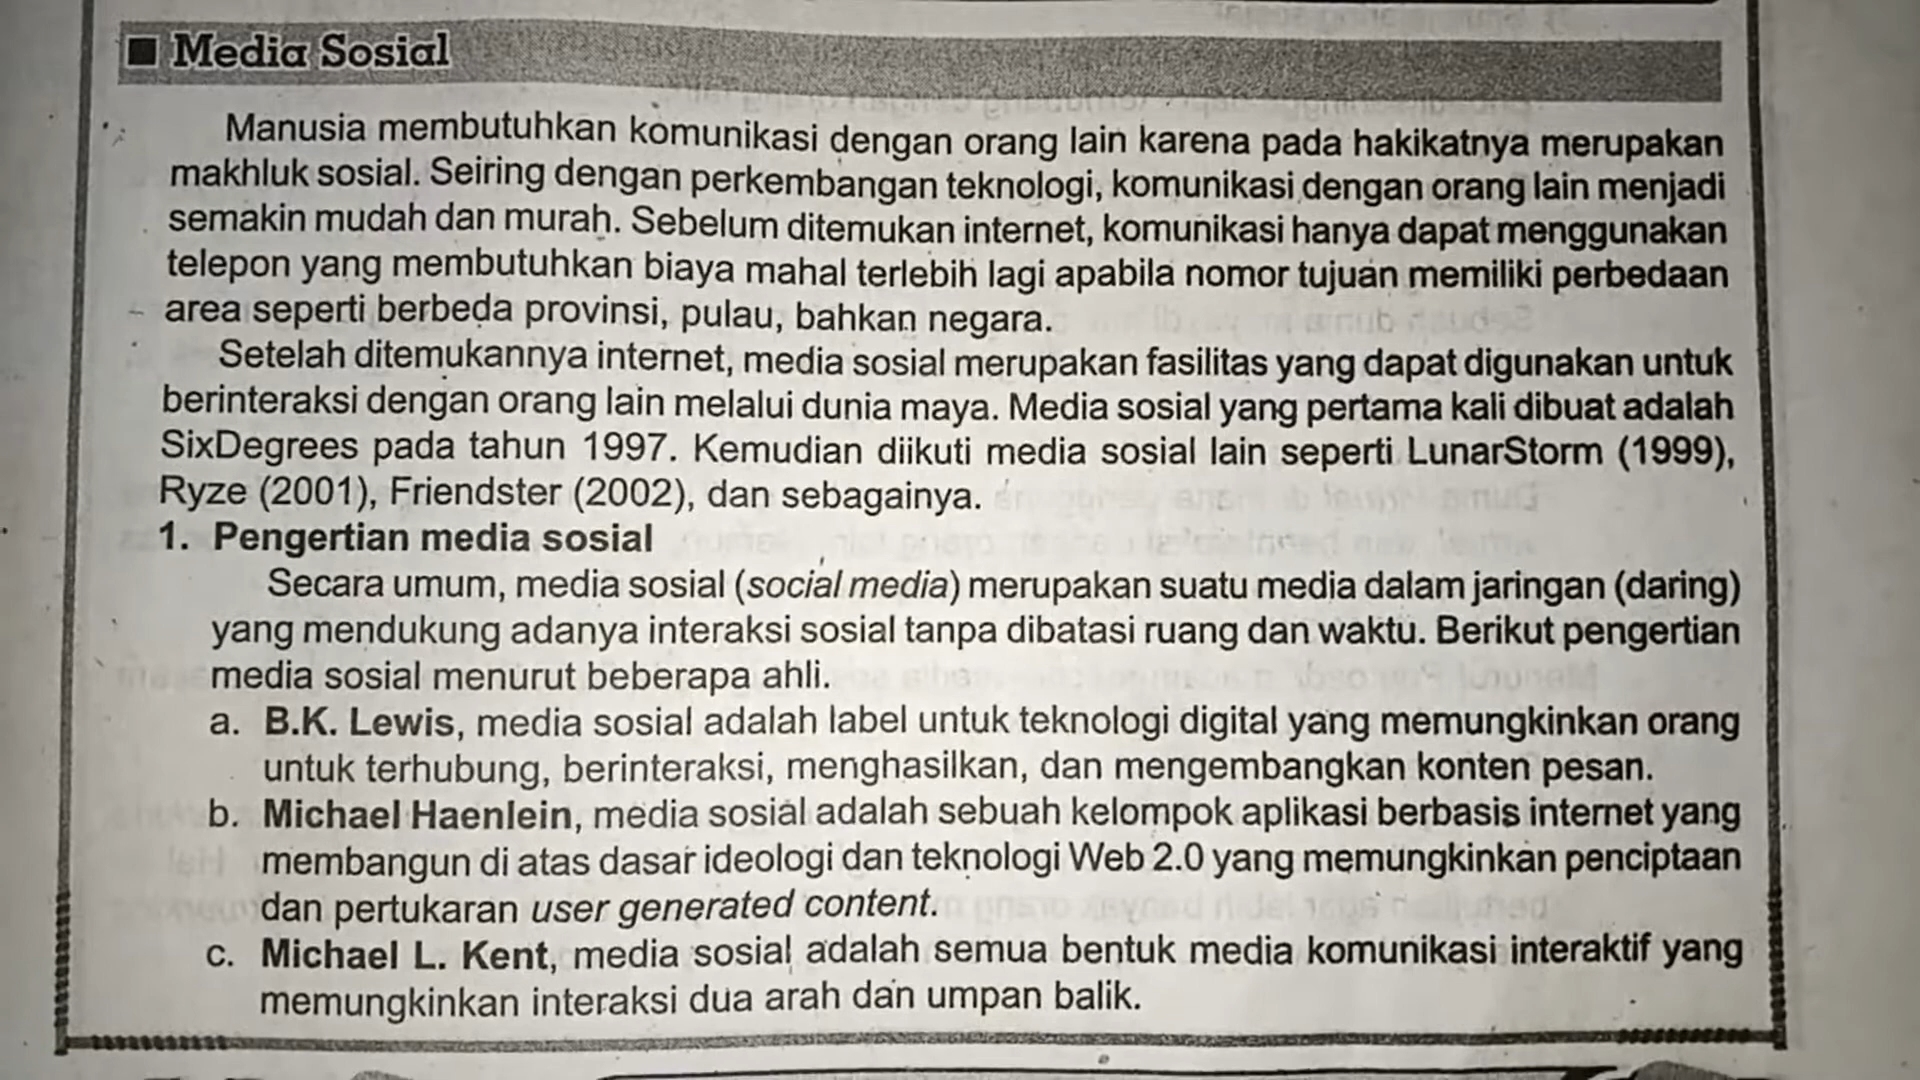 ■ Media Sosial
Manusia membutuhkan komunikasi dengan orang lain karena pada hakikatnya merupakan
makhluk sosial. Seiring dengan perkembangan teknologi, komunikasi dengan orang lain menjadi
semakin mudah dan murah. Sebelum ditemukan internet, komunikasi hanya dapat menggunakan
telepon yang membutuhkan biaya mahal terlebih lagi apabila nomor tujuan memiliki perbedaan
area seperti berbeda provinsi, pulau, bahkan negara.
Setelah ditemukannya internet, media sosial merupakan fasilitas yang dapat digunakan untuk
berinteraksi dengan orang lain melalui dunia maya. Media sosial yang pertama kali dibuat adalah
SixDegrees pada tahun 1997. Kemudian diikuti media sosial lain seperti LunarStorm (1999),
Ryze (2001), Friendster (2002), dan sebagainya.
1. Pengertian media sosial
Secara umum, media sosial (social media) merupakan suatu media dalam jaringan (daring)
yang mendukung adanya interaksi sosial tanpa dibatasi ruang dan waktu. Berikut pengertian
media sosial menurut beberapa ahli.
a. B.K. Lewis, media sosial adalah label untuk teknologi digital yang memungkinkan orang
untuk terhubung, berinteraksi, menghasilkan, dan mengembangkan konten pesan.
b. Michael Haenlein, media sosial adalah sebuah kelompok aplikasi berbasis internet yang
membangun di atas dasar ideologi dan teknologi Web 2.0 yang memungkinkan penciptaan
dan pertukaran user generated content.
c. Michael L. Kent, media sosial adalah semua bentuk media komunikasi interaktif yang
memungkinkan interaksi dua arah dan umpan balik.